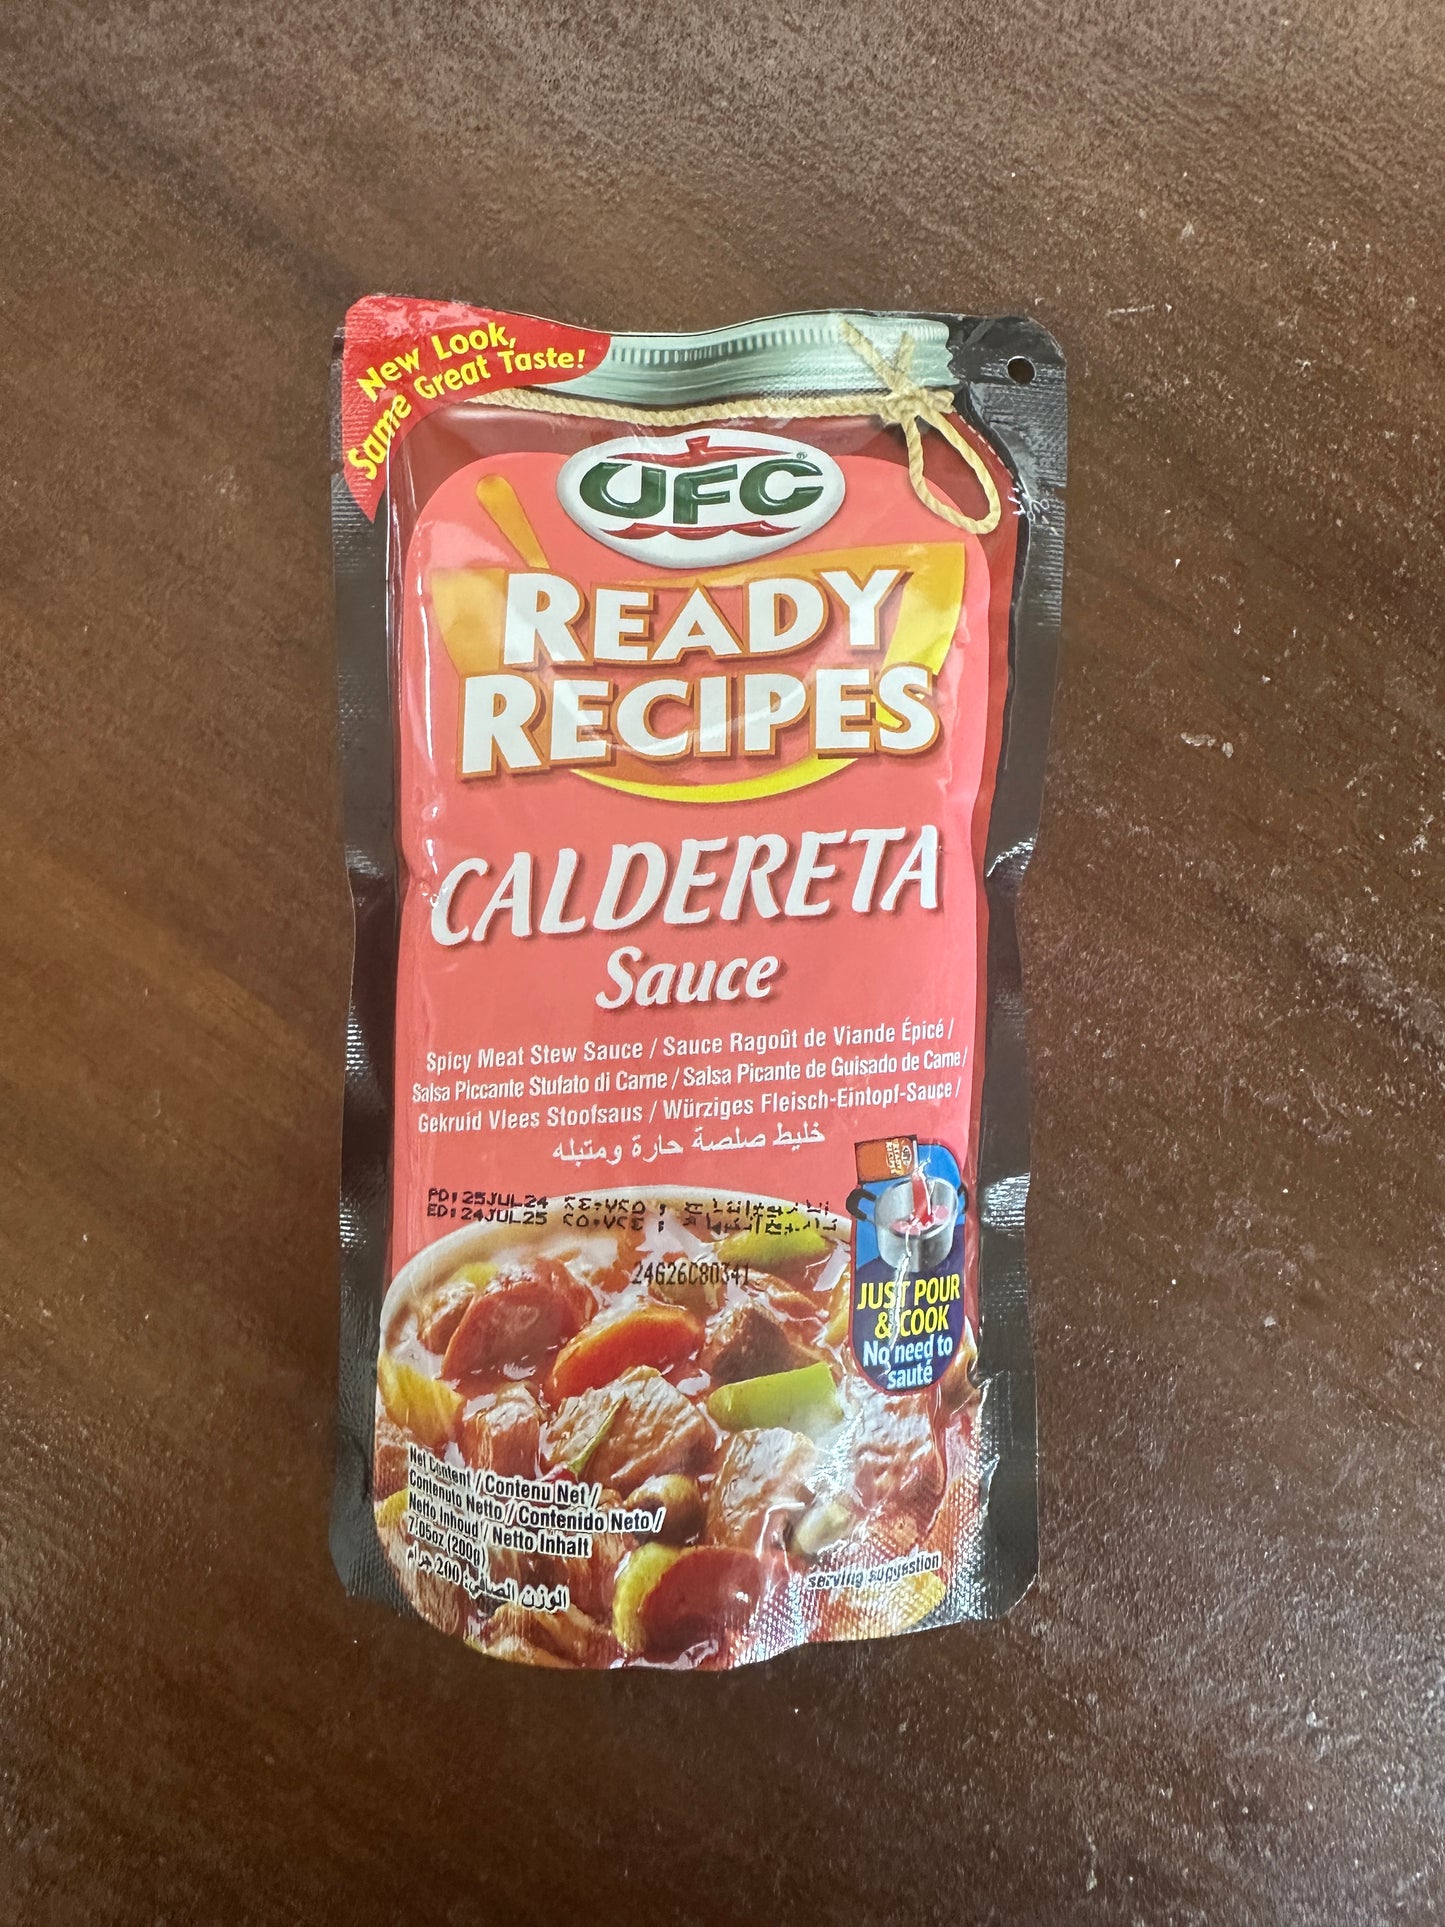 New Look,
Same Great Taste!
UFC®
READY
RECIPES
CALDERETA
Sauce
Spicy Meat Stew Sauce / Sauce Ragoût de Viande Épicé /
Salsa Piccante Stufato di Carne / Salsa Picante de Guisado de Carne /
Gekruid Vlees Stoofsaus / Würziges Fleisch-Eintopf-Sauce /
خليط صلصة حارة ومتبله
PD: 25JUL24
ED: 24JUL25
24G26C80341
JUST POUR
& COOK
No need to
sauté
Net Content / Contenu Net /
Contenuto Netto / Contenido Neto /
Netto Inhoud / Netto Inhalt
7.05oz (200g)
الوزن الصافي: 200 جرام
serving suggestion